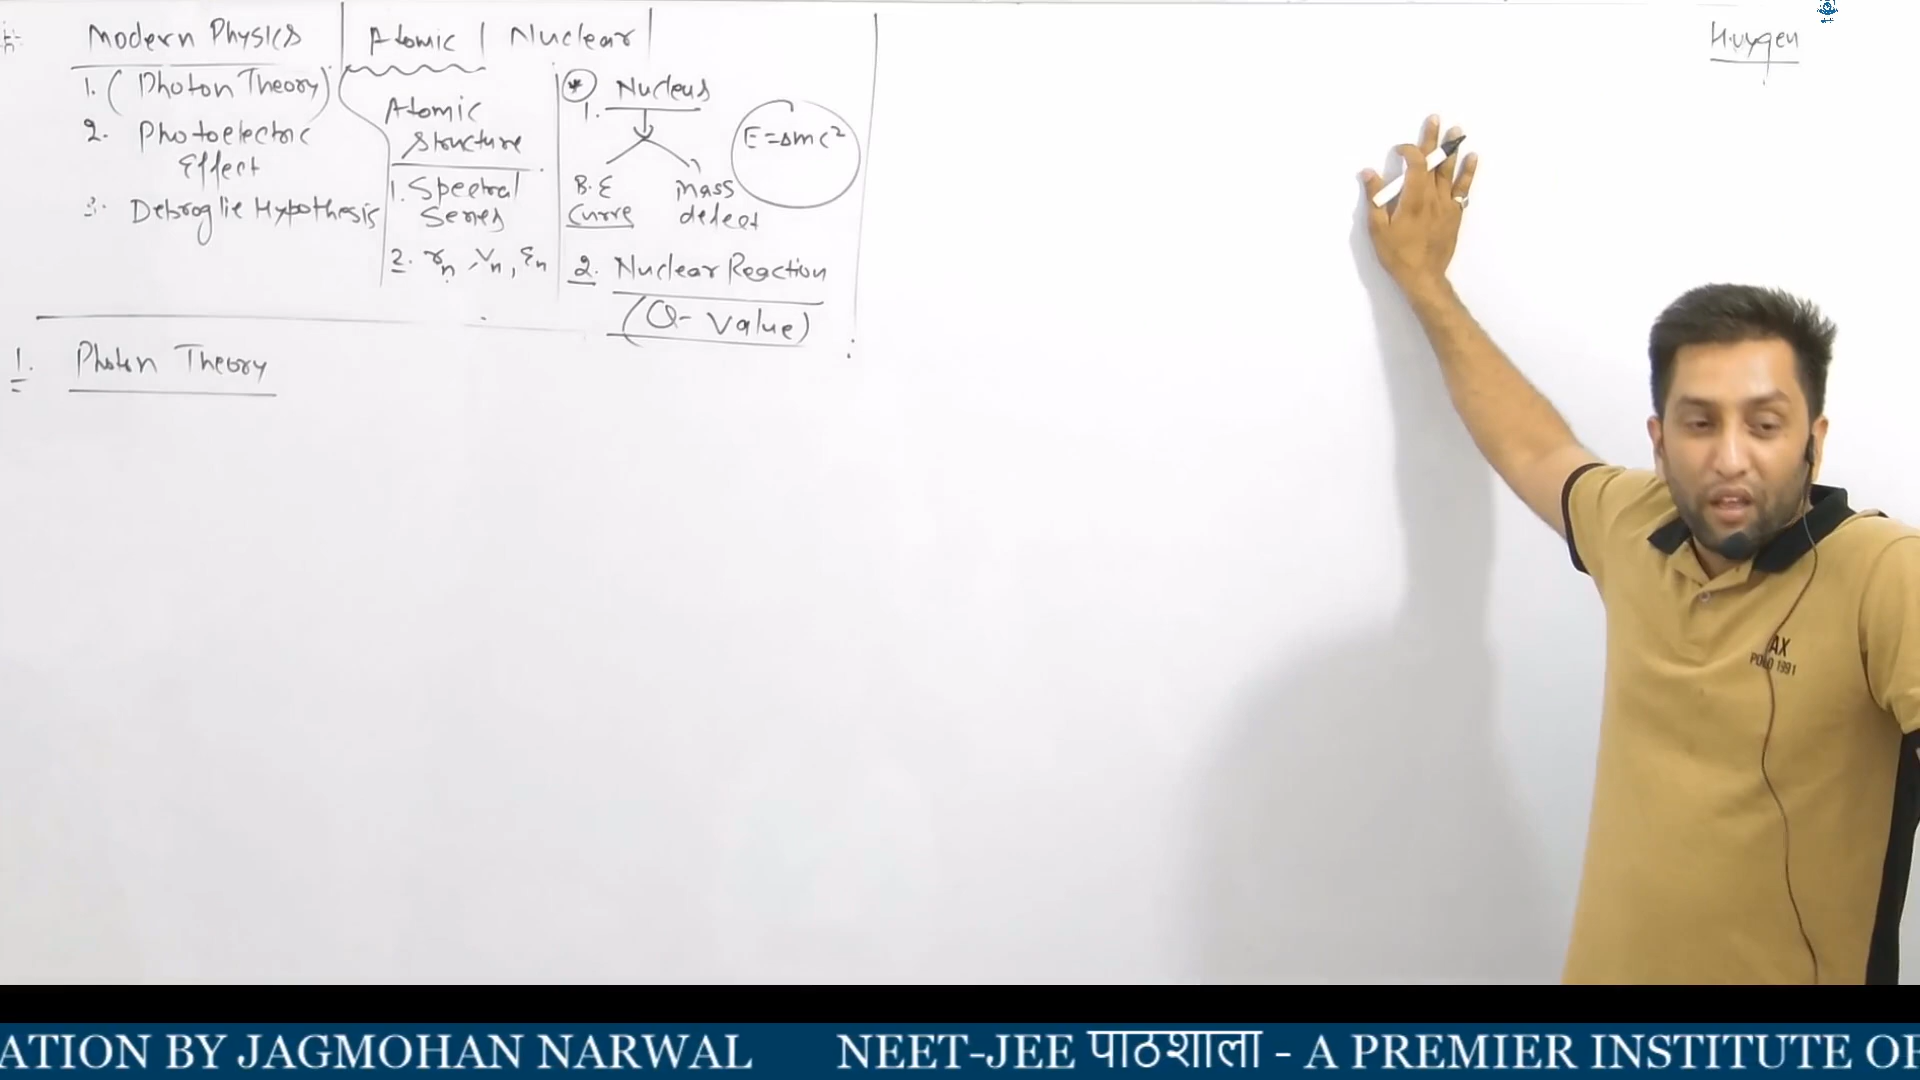 Modern Physics | Atomic | Nuclear
1. (Photon Theory)
2. Photoelectric
Effect
3. Debroglie Hypothesis
Atomic
Structure
1. Spectral
Series
2. rn, Vn, En
* Nucleus
1.
B.E
Curve
mass
defect
E=Δmc²
2. Nuclear Reaction
(Q- Value)
Huygen
1. Photon Theory
AX
POLO 1991
ATION BY JAGMOHAN NARWAL NEET-JEE पाठशाला - A PREMIER INSTITUTE OF